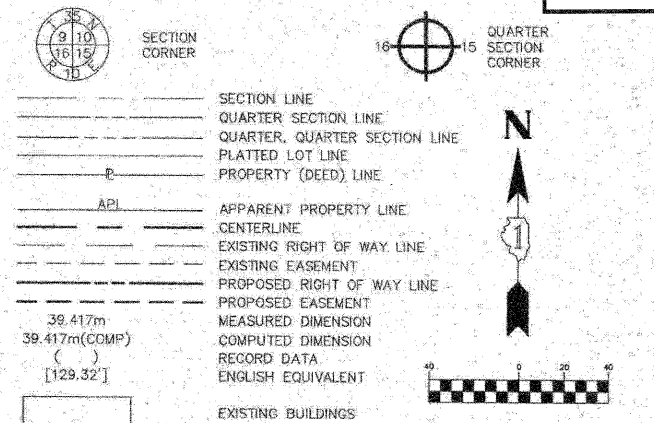 T 35 N
9 10
16 15
R 10 E
SECTION
CORNER
16 15
QUARTER
SECTION
CORNER
SECTION LINE
QUARTER SECTION LINE
QUARTER, QUARTER SECTION LINE
PLATTED LOT LINE
PL PROPERTY (DEED) LINE
APL APPARENT PROPERTY LINE
CENTERLINE
EXISTING RIGHT OF WAY LINE
EXISTING EASEMENT
PROPOSED RIGHT OF WAY LINE
PROPOSED EASEMENT
39.417m MEASURED DIMENSION
39.417m(COMP) COMPUTED DIMENSION
( ) RECORD DATA
[129.32'] ENGLISH EQUIVALENT
EXISTING BUILDINGS
N
1
40 0 20 40